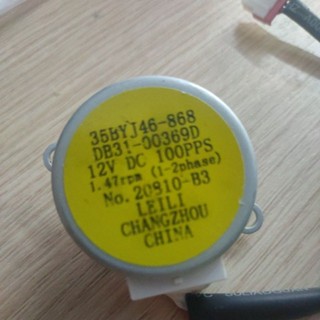 35BYJ46-868
DB31-00369D
12V DC 100PPS
1.47rpm (1-2phase)
No. 20810-B3
LEILI
CHANGZHOU
CHINA